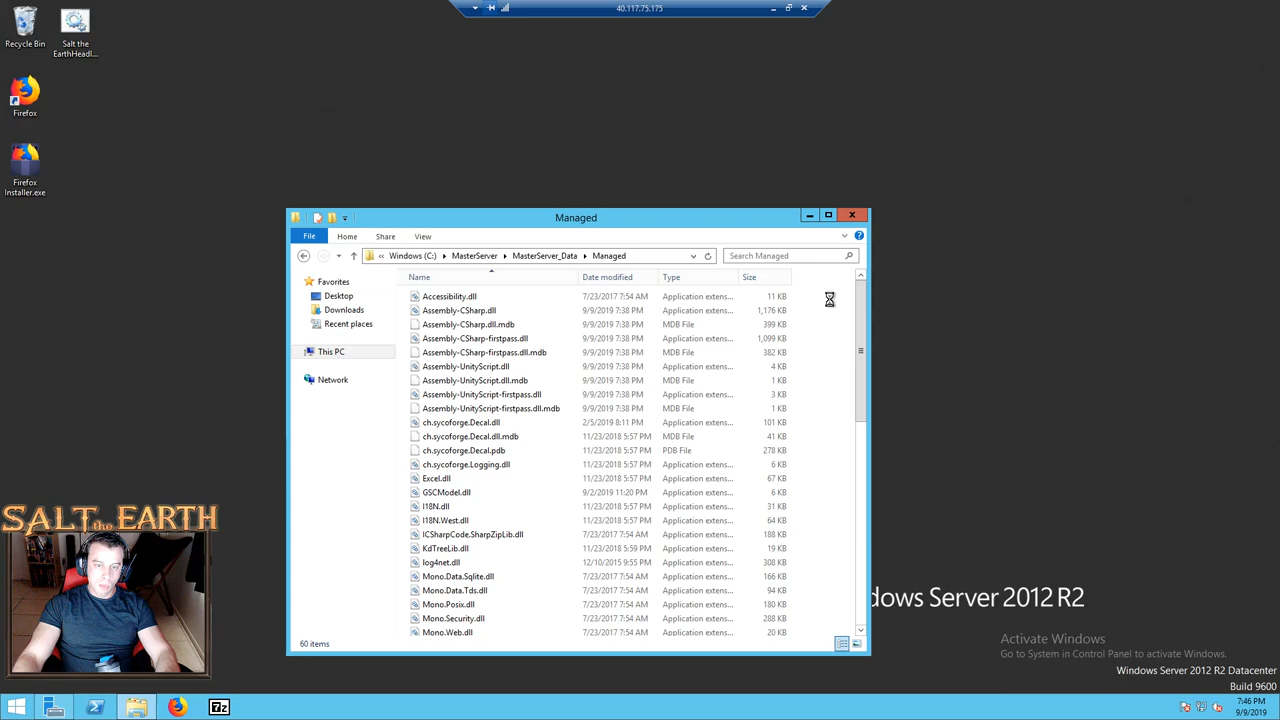 40.117.75.175
Recycle Bin
Salt the
EarthHeadl...
Firefox
Firefox
Installer.exe
Managed
File Home Share View
« Windows (C:) MasterServer MasterServer_Data Managed
Search Managed
Name Date modified Type Size
Favorites
Desktop
Downloads
Recent places
This PC
Network
Accessibility.dll 7/23/2017 7:54 AM Application extens... 11 KB
Assembly-CSharp.dll 9/9/2019 7:38 PM Application extens... 1,176 KB
Assembly-CSharp.dll.mdb 9/9/2019 7:38 PM MDB File 399 KB
Assembly-CSharp-firstpass.dll 9/9/2019 7:38 PM Application extens... 1,099 KB
Assembly-CSharp-firstpass.dll.mdb 9/9/2019 7:38 PM MDB File 382 KB
Assembly-UnityScript.dll 9/9/2019 7:38 PM Application extens... 4 KB
Assembly-UnityScript.dll.mdb 9/9/2019 7:38 PM MDB File 1 KB
Assembly-UnityScript-firstpass.dll 9/9/2019 7:38 PM Application extens... 3 KB
Assembly-UnityScript-firstpass.dll.mdb 9/9/2019 7:38 PM MDB File 1 KB
ch.sycoforge.Decal.dll 2/5/2019 8:11 PM Application extens... 101 KB
ch.sycoforge.Decal.dll.mdb 11/23/2018 5:57 PM MDB File 41 KB
ch.sycoforge.Decal.pdb 11/23/2018 5:57 PM PDB File 278 KB
ch.sycoforge.Logging.dll 11/23/2018 5:57 PM Application extens... 6 KB
Excel.dll 11/23/2018 5:57 PM Application extens... 67 KB
GSCModel.dll 9/2/2019 11:20 PM Application extens... 6 KB
I18N.dll 11/23/2018 5:57 PM Application extens... 31 KB
I18N.West.dll 11/23/2018 5:57 PM Application extens... 64 KB
ICSharpCode.SharpZipLib.dll 7/23/2017 7:54 AM Application extens... 188 KB
KdTreeLib.dll 11/23/2018 5:59 PM Application extens... 19 KB
log4net.dll 12/10/2015 9:55 PM Application extens... 308 KB
Mono.Data.Sqlite.dll 7/23/2017 7:54 AM Application extens... 166 KB
Mono.Data.Tds.dll 7/23/2017 7:54 AM Application extens... 94 KB
Mono.Posix.dll 7/23/2017 7:54 AM Application extens... 180 KB
Mono.Security.dll 7/23/2017 7:54 AM Application extens... 288 KB
Mono.Web.dll 7/23/2017 7:54 AM Application extens... 20 KB
60 items
SALT the EARTH
dows Server 2012 R2
Activate Windows
Go to System in Control Panel to activate Windows.
Windows Server 2012 R2 Datacenter
Build 9600
7z
7:46 PM
9/9/2019